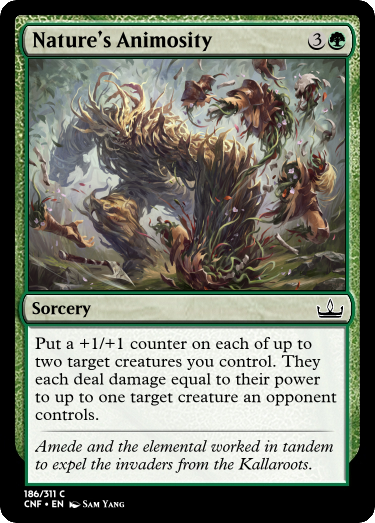 Nature's Animosity 3
Sorcery
Put a +1/+1 counter on each of up
to two target creatures you control. They
each deal damage equal to their power
to up to one target creature an opponent
controls.
Amede and the elemental worked in tandem
to expel the invaders from the Kallaroots.
186/311 C
CNF • EN Sam Yang